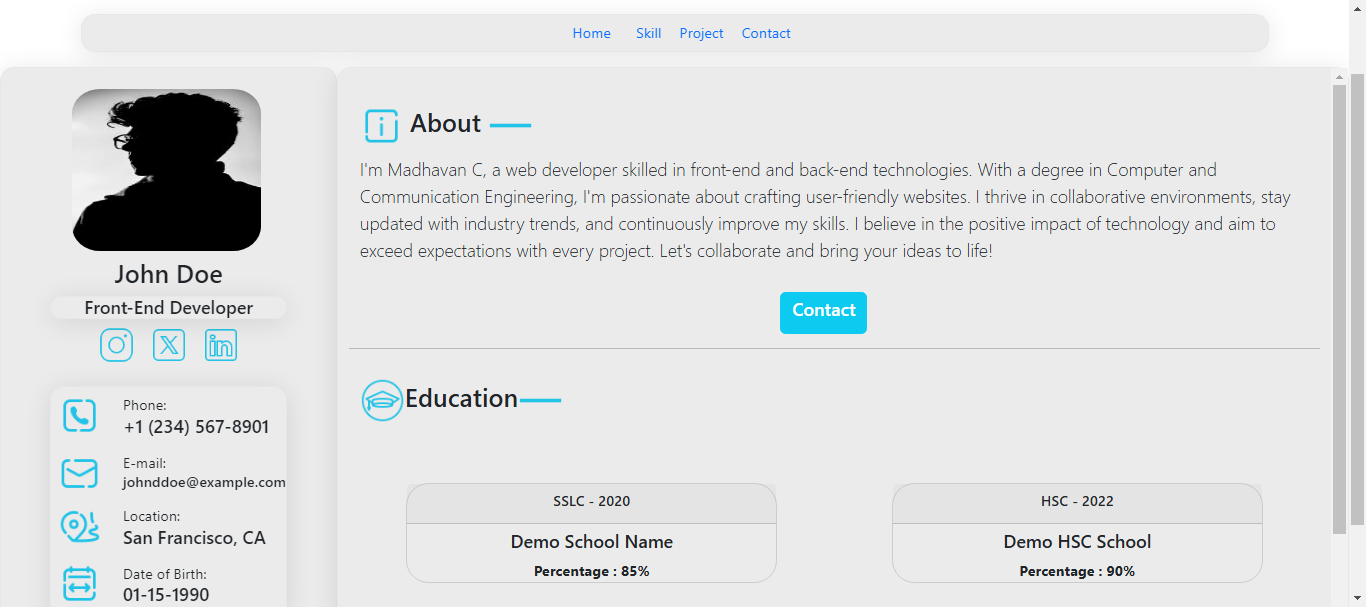 Home Skill Project Contact
John Doe
Front-End Developer
Phone:
+1 (234) 567-8901
E-mail:
johnddoe@example.com
Location:
San Francisco, CA
Date of Birth:
01-15-1990
About
I'm Madhavan C, a web developer skilled in front-end and back-end technologies. With a degree in Computer and
Communication Engineering, I'm passionate about crafting user-friendly websites. I thrive in collaborative environments, stay
updated with industry trends, and continuously improve my skills. I believe in the positive impact of technology and aim to
exceed expectations with every project. Let's collaborate and bring your ideas to life!
Contact
Education
SSLC - 2020
Demo School Name
Percentage : 85%
HSC - 2022
Demo HSC School
Percentage : 90%